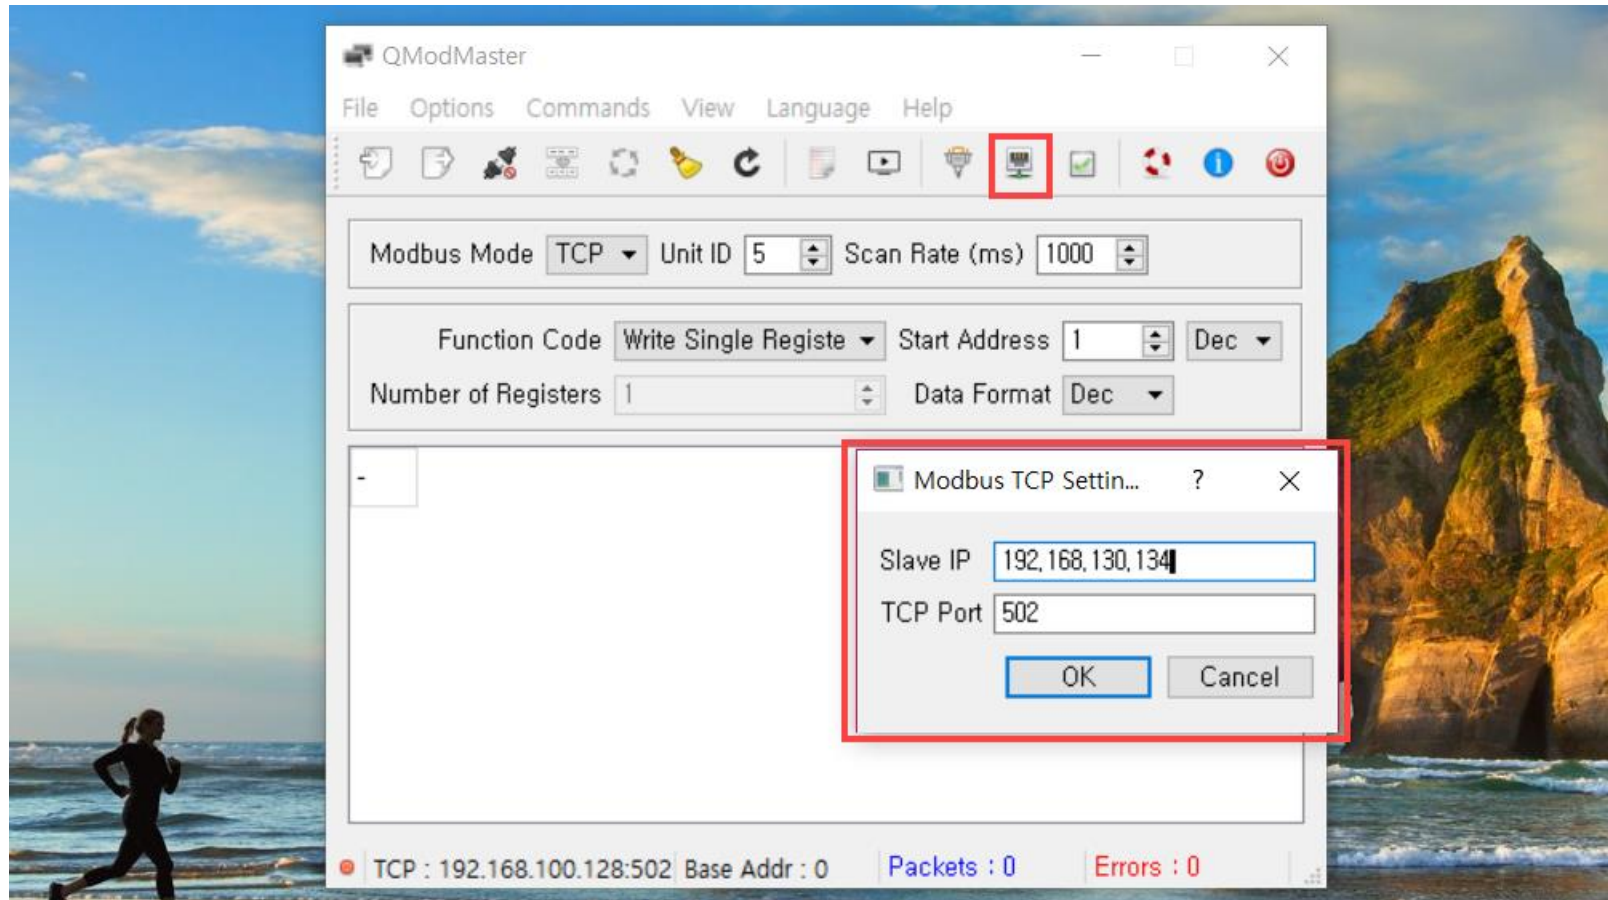 QModMaster
File Options Commands View Language Help
Modbus Mode TCP Unit ID 5 Scan Rate (ms) 1000
Function Code Write Single Registe Start Address 1 Dec
Number of Registers 1 Data Format Dec
-
Modbus TCP Settin... ?
Slave IP 192,168,130,134
TCP Port 502
OK Cancel
TCP : 192.168.100.128:502 Base Addr : 0 Packets : 0 Errors : 0